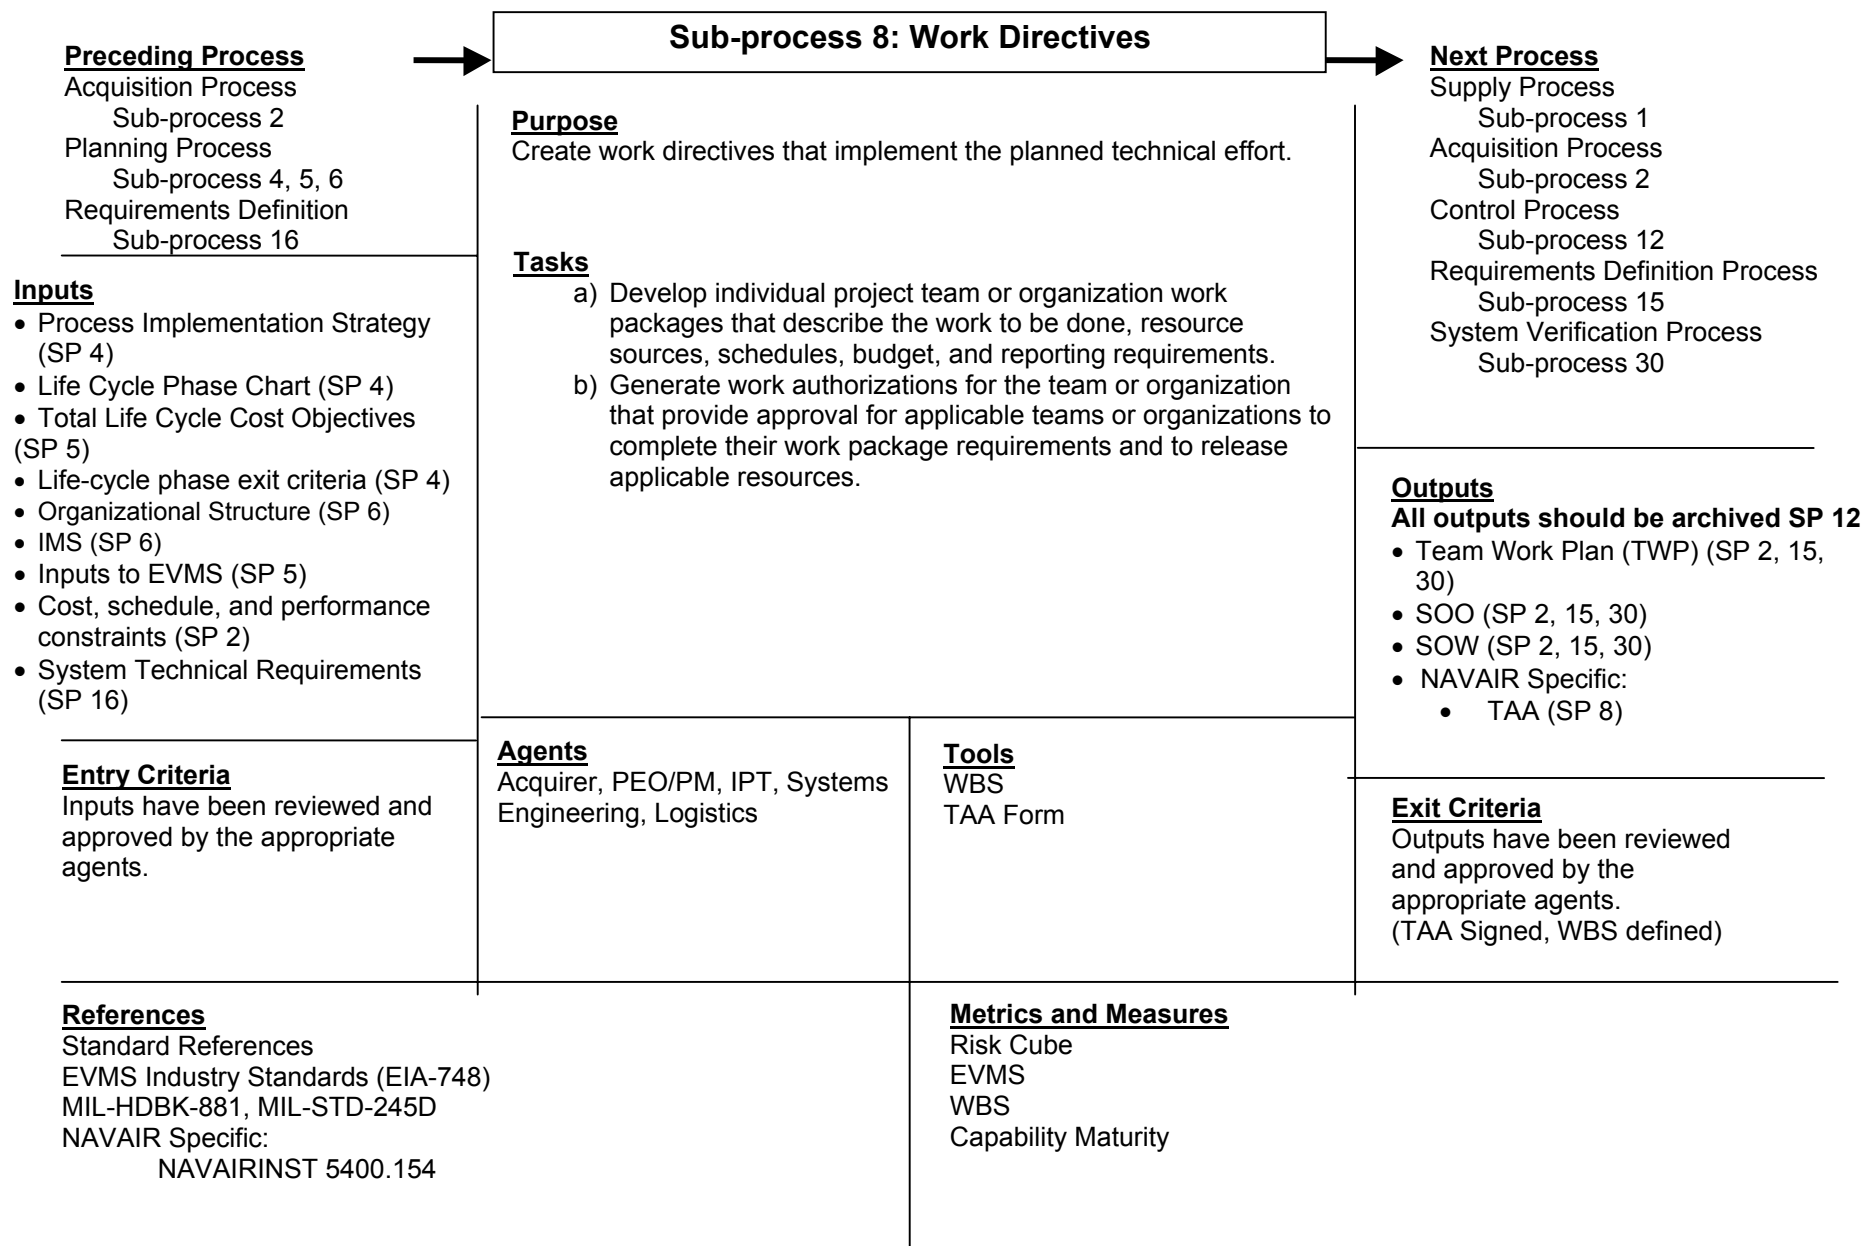 Sub-process 8: Work Directives
Preceding Process
Acquisition Process
Sub-process 2
Planning Process
Sub-process 4, 5, 6
Requirements Definition
Sub-process 16
Inputs
• Process Implementation Strategy
(SP 4)
• Life Cycle Phase Chart (SP 4)
• Total Life Cycle Cost Objectives
(SP 5)
• Life-cycle phase exit criteria (SP 4)
• Organizational Structure (SP 6)
• IMS (SP 6)
• Inputs to EVMS (SP 5)
• Cost, schedule, and performance
constraints (SP 2)
• System Technical Requirements
(SP 16)
Entry Criteria
Inputs have been reviewed and
approved by the appropriate
agents.
Purpose
Create work directives that implement the planned technical effort.
Tasks
a) Develop individual project team or organization work
packages that describe the work to be done, resource
sources, schedules, budget, and reporting requirements.
b) Generate work authorizations for the team or organization
that provide approval for applicable teams or organizations to
complete their work package requirements and to release
applicable resources.
Agents
Acquirer, PEO/PM, IPT, Systems
Engineering, Logistics
Tools
WBS
TAA Form
Next Process
Supply Process
Sub-process 1
Acquisition Process
Sub-process 2
Control Process
Sub-process 12
Requirements Definition Process
Sub-process 15
System Verification Process
Sub-process 30
Outputs
All outputs should be archived SP 12
• Team Work Plan (TWP) (SP 2, 15,
30)
• SOO (SP 2, 15, 30)
• SOW (SP 2, 15, 30)
• NAVAIR Specific:
• TAA (SP 8)
Exit Criteria
Outputs have been reviewed
and approved by the
appropriate agents.
(TAA Signed, WBS defined)
References
Standard References
EVMS Industry Standards (EIA-748)
MIL-HDBK-881, MIL-STD-245D
NAVAIR Specific:
NAVAIRINST 5400.154
Metrics and Measures
Risk Cube
EVMS
WBS
Capability Maturity